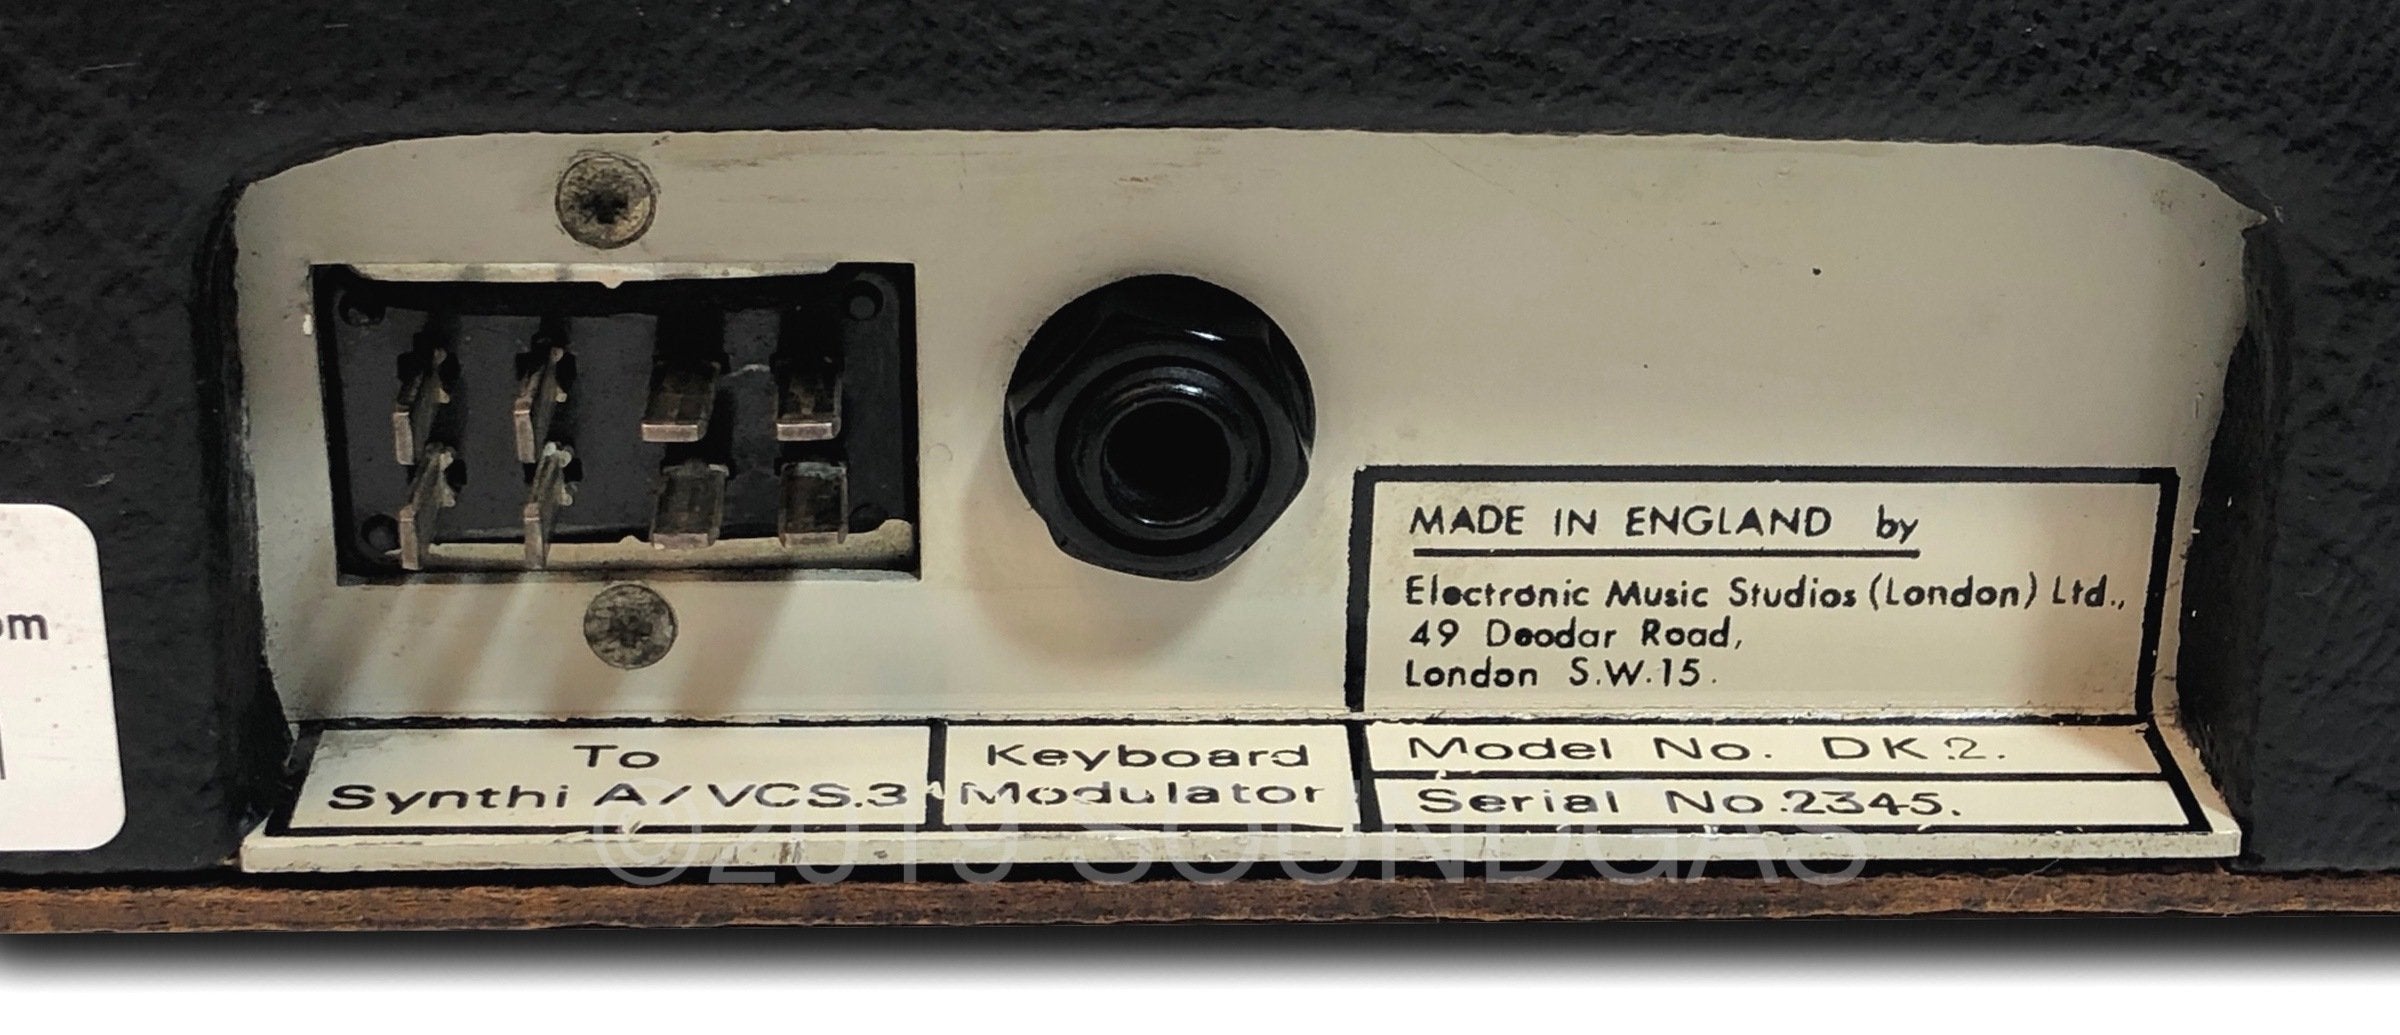 MADE IN ENGLAND by
Electronic Music Studios (London) Ltd.,
49 Deodar Road,
London S.W.15.
To
Synthi A/VCS.3
Keyboard
Modulator
Model No. DK2.
Serial No.2345.
©2019 SOUNDGAS
om